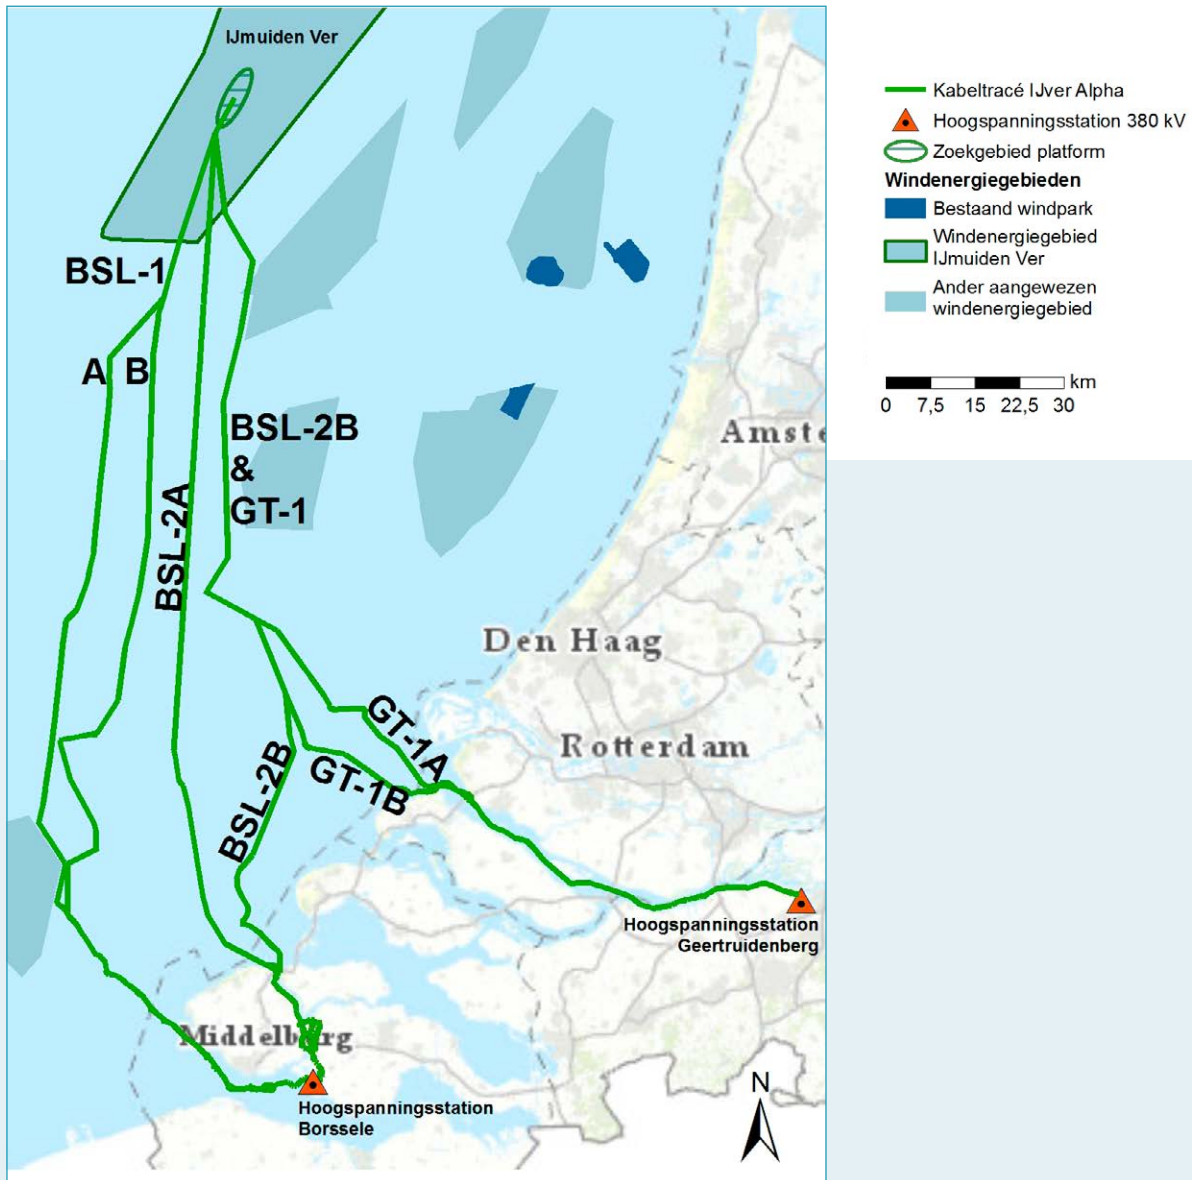 IJmuiden Ver
BSL-1
A B
BSL-2A
BSL-2B
&
GT-1
Amste
Den Haag
Rotterdam
GT-1A
GT-1B
BSL-2B
Hoogspanningsstation
Geertruidenberg
Middelburg
Hoogspanningsstation
Borssele
N
Kabeltracé IJver Alpha
Hoogspanningsstation 380 kV
Zoekgebied platform
Windenergiegebieden
Bestaand windpark
Windenergiegebied
IJmuiden Ver
Ander aangewezen
windenergiegebied
km
0 7,5 15 22,5 30